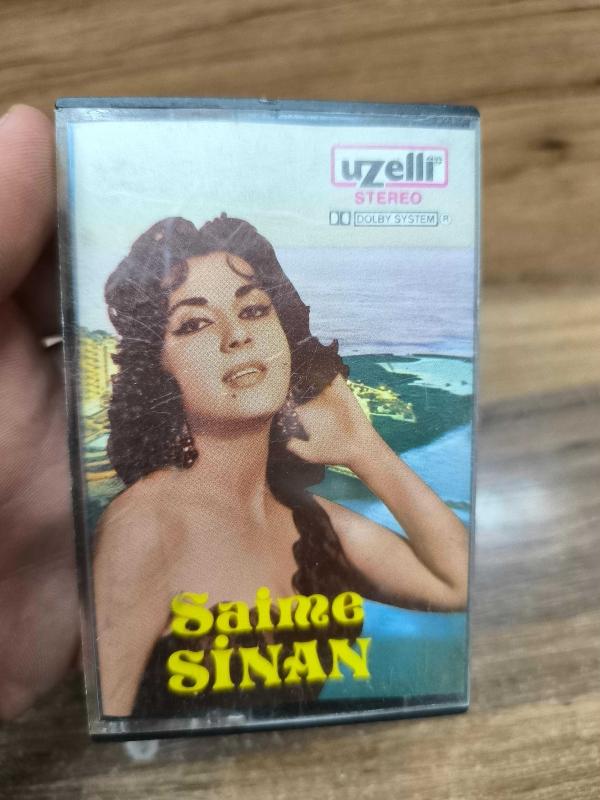 uzelli
STEREO
DOLBY SYSTEM R
Saime
SİNAN